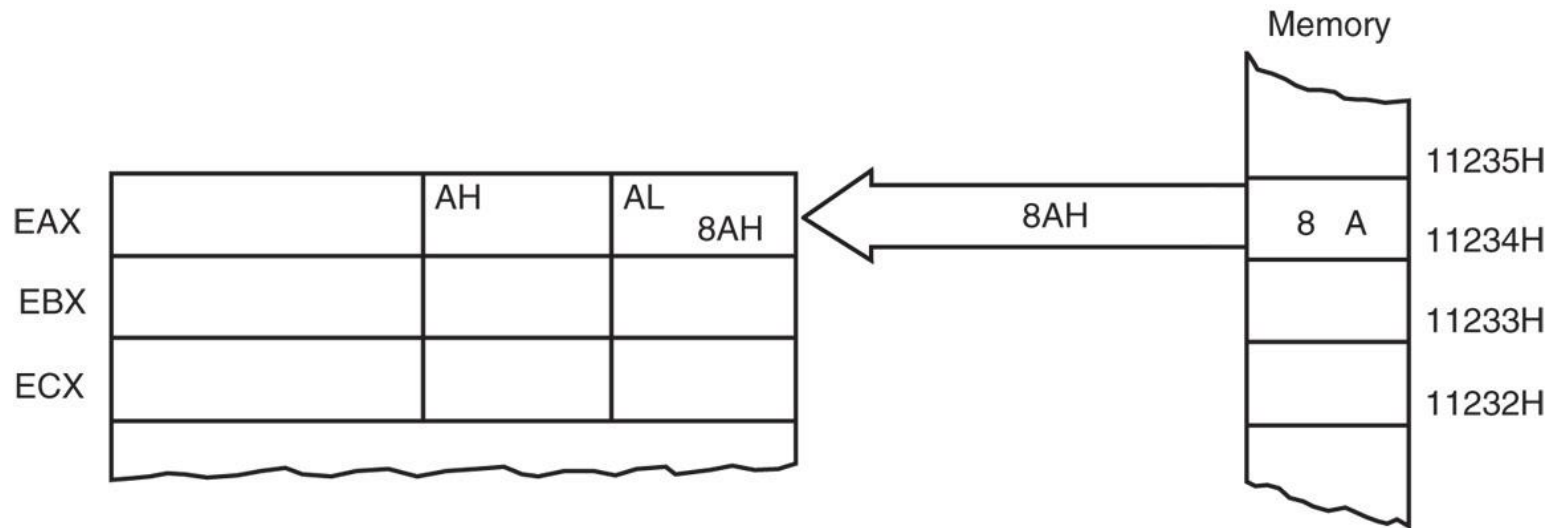 Memory
11235H
AH
AL
EAX
8AH
8AH
8 A
11234H
EBX
11233H
ECX
11232H